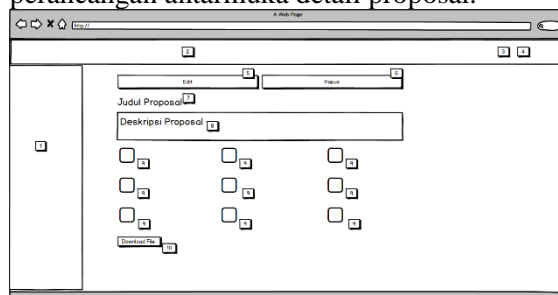 perancangan antarmuka detail proposal.
A Web Page
http://
2
3 4
5 6
Edit Hapus
7
Judul Proposal
Deskripsi Proposal 8
1
9 9 9
9 9 9
9 9 9
Download File 10